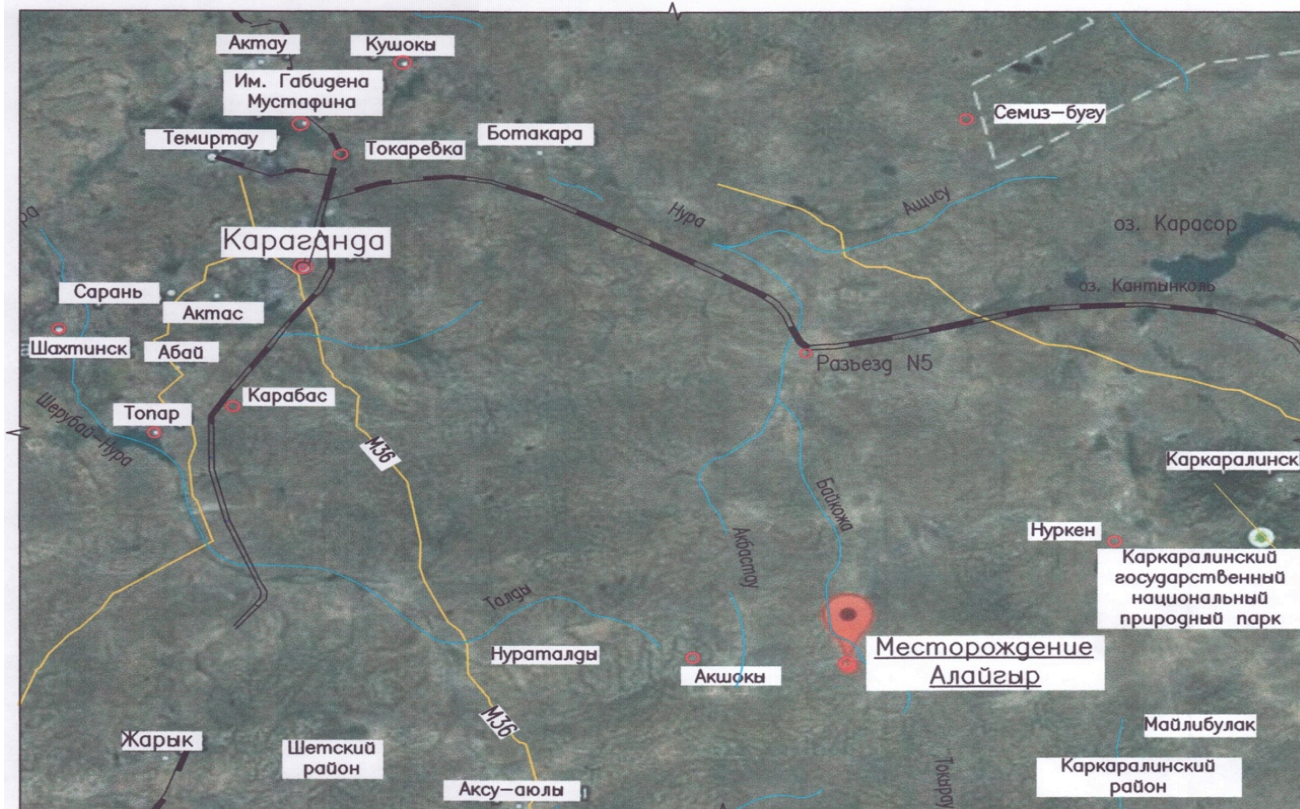 Актау
Кушокы
Им. Габидена
Мустафина
Семиз-бугу
Темиртау
Токаревка
Ботакара
Нура
Ащису
оз. Карасор
Караганда
Сарань
Актас
оз. Кантынколь
Шахтинск
Абай
Разъезд N5
Топар
Карабас
Шерубай-Нура
М36
Каркаралинск
Байкожа
Акбастау
Нуркен
Каркаралинский
государственный
национальный
природный парк
Талды
Нураталды
Акшокы
Месторождение
Алайгыр
М36
Майлибулак
Жарык
Шетский
район
Аксу-аюлы
Токырау
Каркаралинский
район